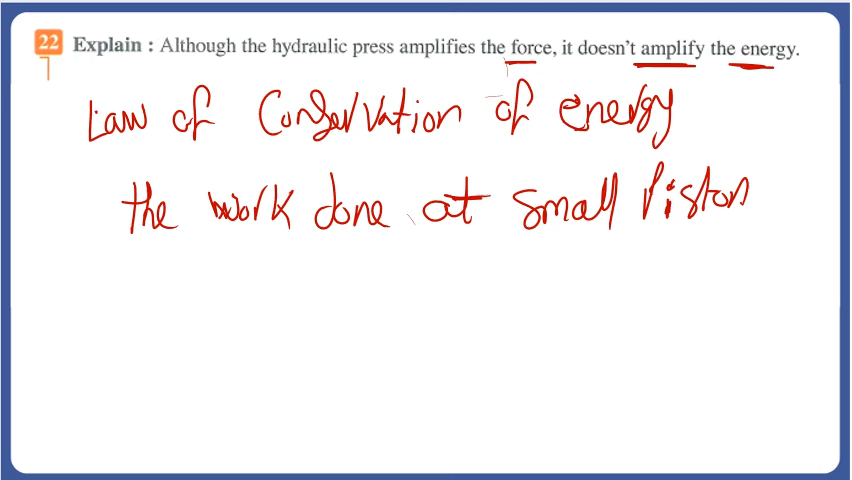 22 Explain : Although the hydraulic press amplifies the force, it doesn't amplify the energy.
Law of Conservation of energy
the work done at small Piston